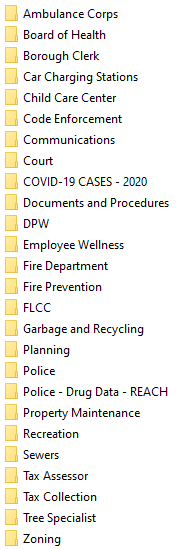 Ambulance Corps
Board of Health
Borough Clerk
Car Charging Stations
Child Care Center
Code Enforcement
Communications
Court
COVID-19 CASES - 2020
Documents and Procedures
DPW
Employee Wellness
Fire Department
Fire Prevention
FLCC
Garbage and Recycling
Planning
Police
Police - Drug Data - REACH
Property Maintenance
Recreation
Sewers
Tax Assessor
Tax Collection
Tree Specialist
Zoning